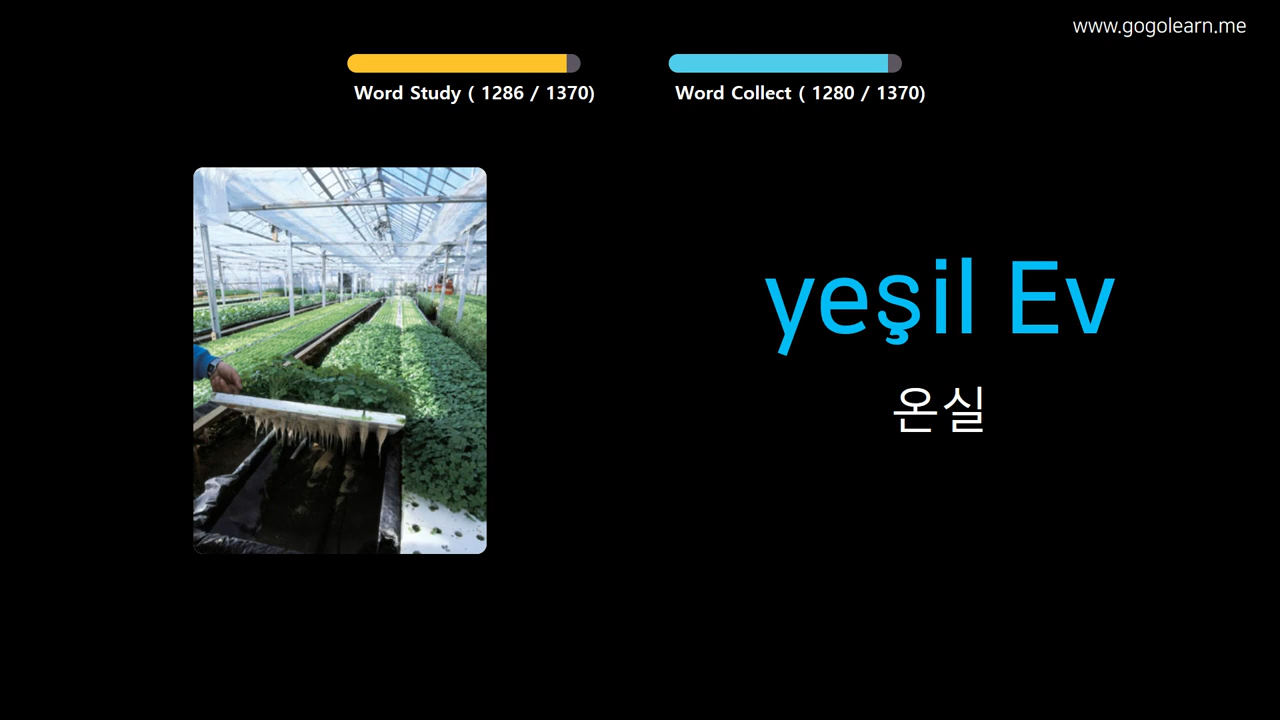 www.gogolearn.me
Word Study ( 1286 / 1370)
Word Collect ( 1280 / 1370)
yeşil Ev
온실